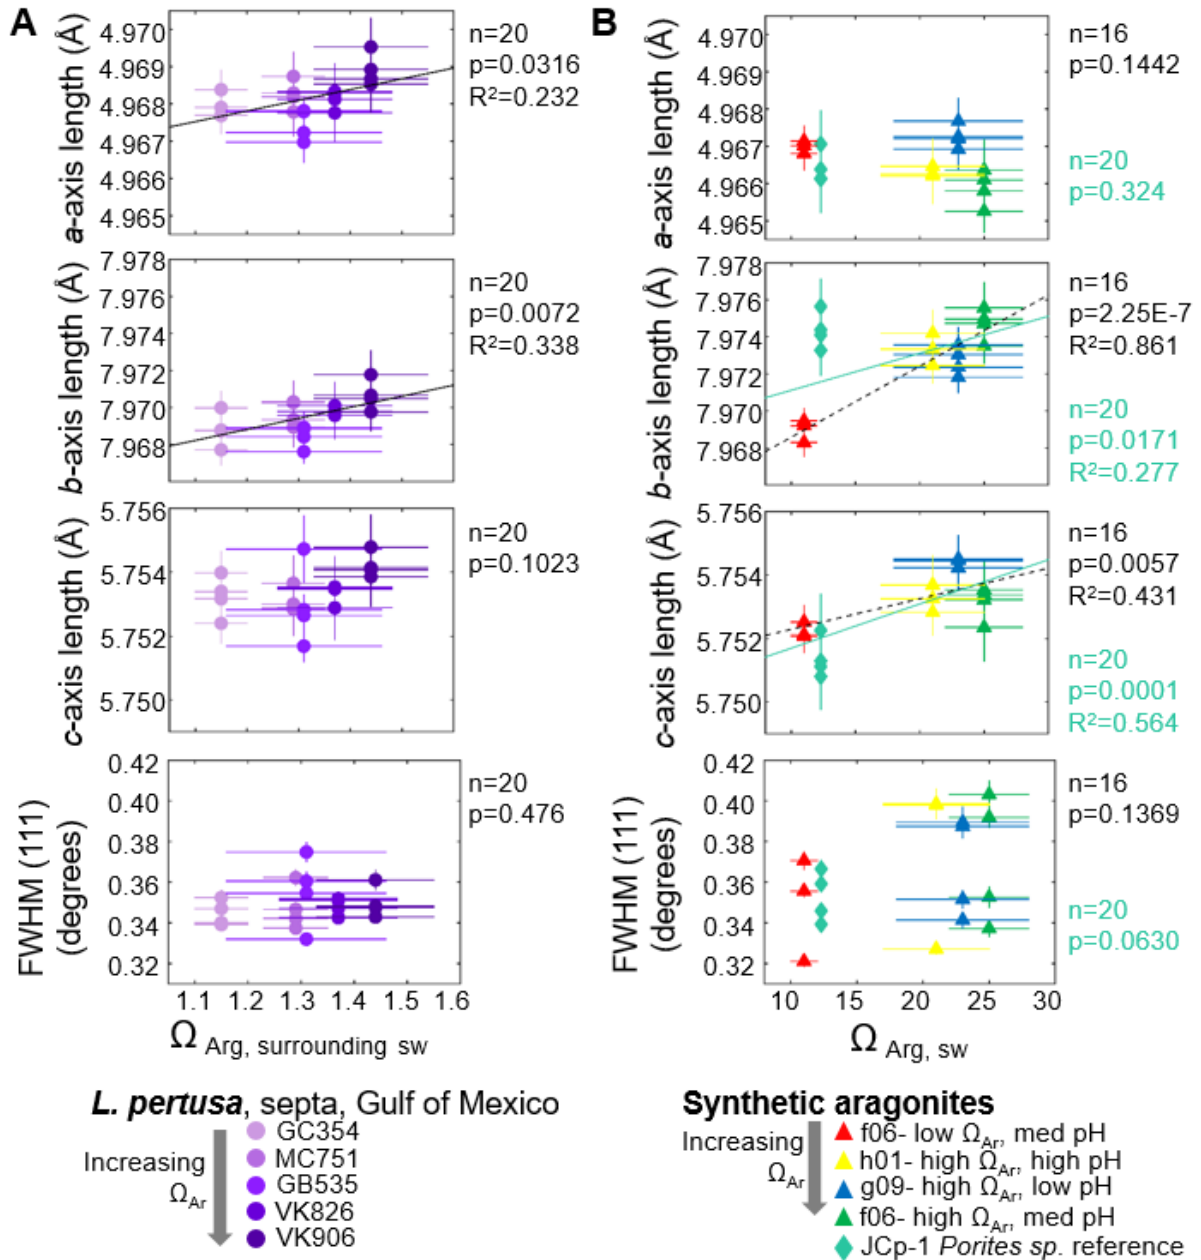 A
a-axis length (Å)
4.970
4.969
4.968
4.967
4.966
4.965
n=20
p=0.0316
R²=0.232
b-axis length (Å)
7.978
7.976
7.974
7.972
7.970
7.968
n=20
p=0.0072
R²=0.338
c-axis length (Å)
5.756
5.754
5.752
5.750
n=20
p=0.1023
FWHM (111)
(degrees)
0.42
0.40
0.38
0.36
0.34
0.32
n=20
p=0.476
1.1 1.2 1.3 1.4 1.5 1.6
Ω Arg, surrounding sw
L. pertusa, septa, Gulf of Mexico
Increasing
ΩAr
GC354
MC751
GB535
VK826
VK906
B
a-axis length (Å)
4.970
4.969
4.968
4.967
4.966
4.965
n=16
p=0.1442
n=20
p=0.324
b-axis length (Å)
7.978
7.976
7.974
7.972
7.970
7.968
n=16
p=2.25E-7
R²=0.861
n=20
p=0.0171
R²=0.277
c-axis length (Å)
5.756
5.754
5.752
5.750
n=16
p=0.0057
R²=0.431
n=20
p=0.0001
R²=0.564
FWHM (111)
(degrees)
0.42
0.40
0.38
0.36
0.34
0.32
n=16
p=0.1369
n=20
p=0.0630
10 15 20 25 30
Ω Arg, sw
Synthetic aragonites
Increasing
ΩAr
f06- low ΩAr, med pH
h01- high ΩAr, high pH
g09- high ΩAr, low pH
f06- high ΩAr, med pH
JCp-1 Porites sp. reference